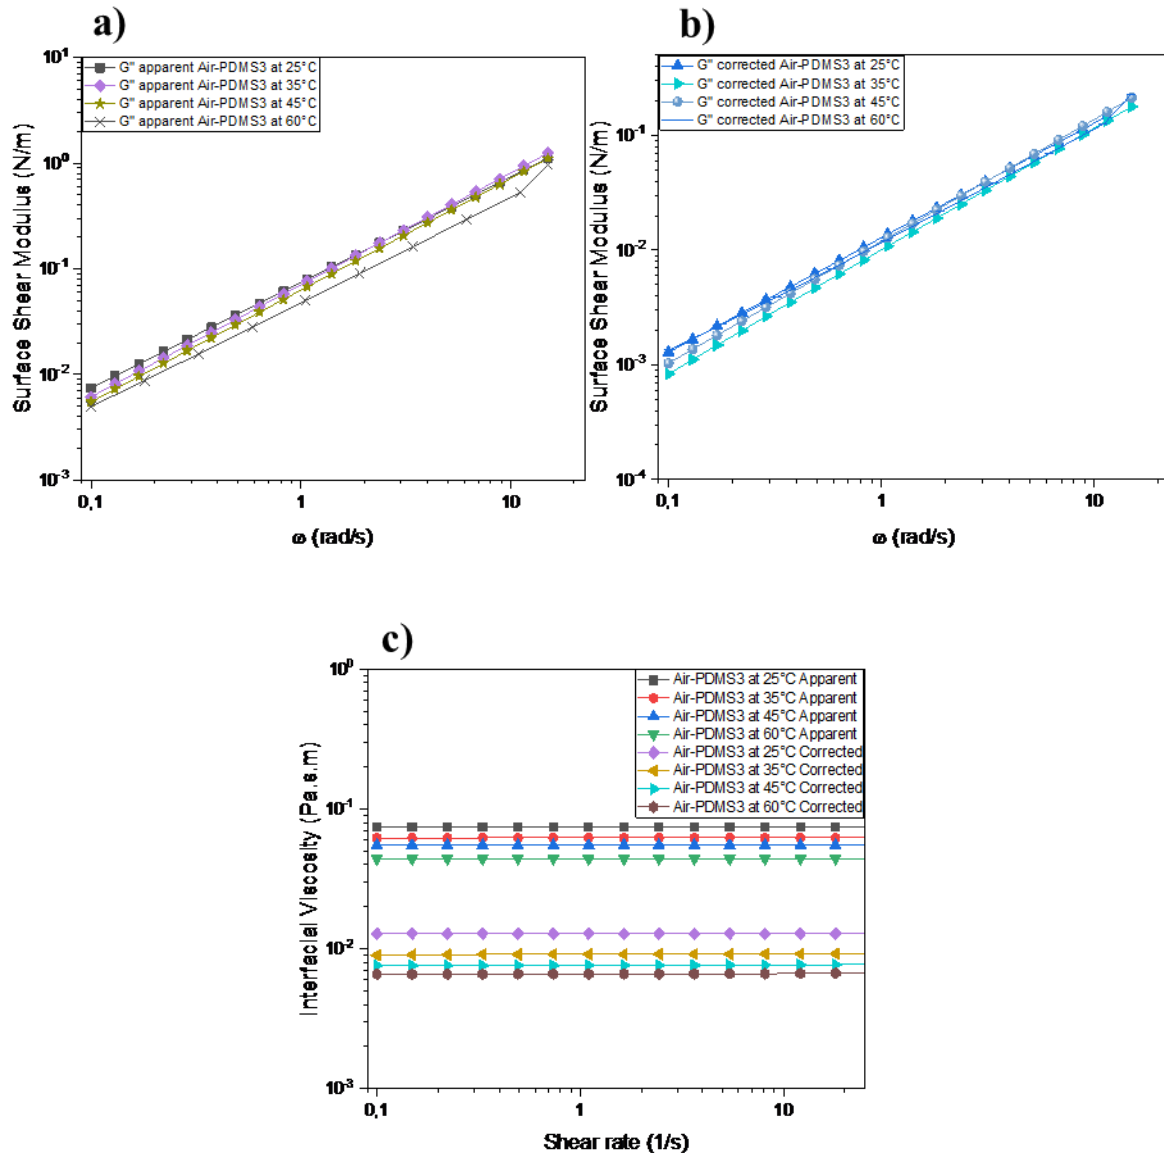 a)
10¹
10⁰
10⁻¹
10⁻²
10⁻³
Surface Shear Modulus (N/m)
G" apparent Air-PDMS3 at 25°C
G" apparent Air-PDMS3 at 35°C
G" apparent Air-PDMS3 at 45°C
G" apparent Air-PDMS3 at 60°C
0,1
1
10
ω (rad/s)
b)
10⁻¹
10⁻²
10⁻³
10⁻⁴
Surface Shear Modulus (N/m)
G" corrected Air-PDMS3 at 25°C
G" corrected Air-PDMS3 at 35°C
G" corrected Air-PDMS3 at 45°C
G" corrected Air-PDMS3 at 60°C
0,1
1
10
ω (rad/s)
c)
10⁰
10⁻¹
10⁻²
10⁻³
Interfacial Viscosity (Pa.s.m)
Air-PDMS3 at 25°C Apparent
Air-PDMS3 at 35°C Apparent
Air-PDMS3 at 45°C Apparent
Air-PDMS3 at 60°C Apparent
Air-PDMS3 at 25°C Corrected
Air-PDMS3 at 35°C Corrected
Air-PDMS3 at 45°C Corrected
Air-PDMS3 at 60°C Corrected
0,1
1
10
Shear rate (1/s)